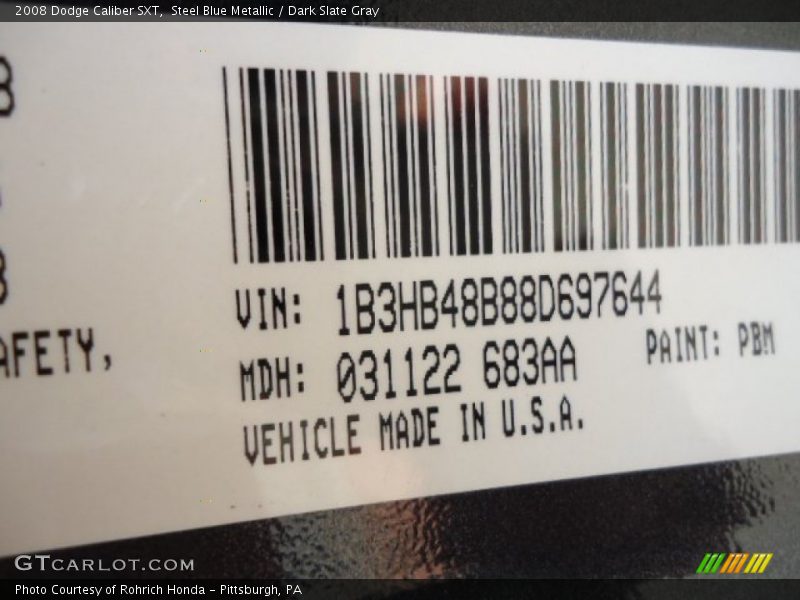 2008 Dodge Caliber SXT,  Steel Blue Metallic / Dark Slate Gray
VIN: 1B3HB48B88D697644
AFETY,
MDH: 031122 683AA
PAINT: PBM
VEHICLE MADE IN U.S.A.
GTCARLOT.COM
Photo Courtesy of Rohrich Honda - Pittsburgh, PA